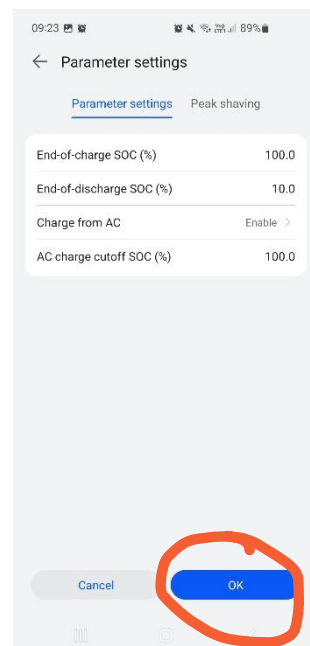 09:23 89%
Parameter settings
Parameter settings Peak shaving
End-of-charge SOC (%) 100.0
End-of-discharge SOC (%) 10.0
Charge from AC Enable
AC charge cutoff SOC (%) 100.0
Cancel OK